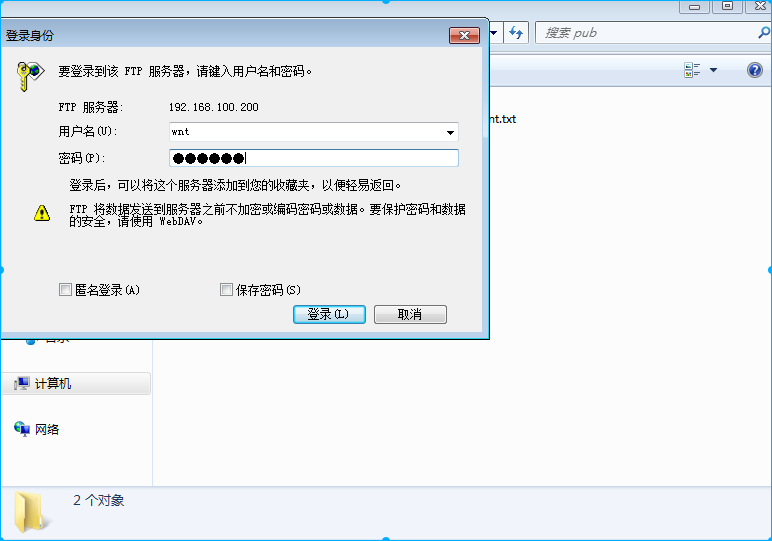 登录身份
搜索 pub
要登录到该 FTP 服务器，请键入用户名和密码。
FTP 服务器: 192.168.100.200
nt.txt
用户名(U): wnt
密码(P): ●●●●●●
登录后，可以将这个服务器添加到您的收藏夹，以便轻易返回。
FTP 将数据发送到服务器之前不加密或编码密码或数据。要保护密码和数据
的安全，请使用 WebDAV。
匿名登录(A) 保存密码(S)
登录(L) 取消
计算机
网络
2 个对象